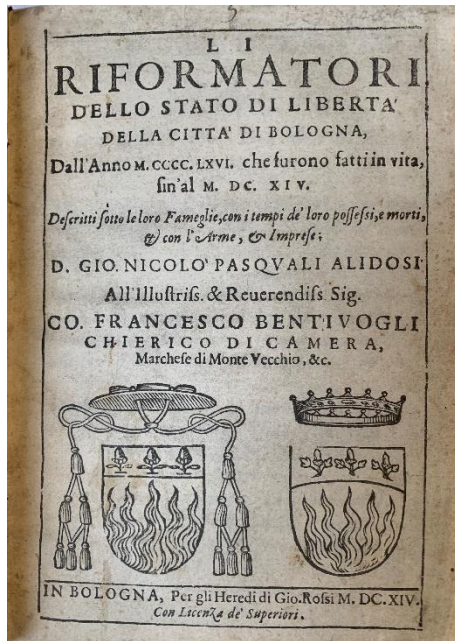 5
LI
RIFORMATORI
DELLO STATO DI LIBERTA'
DELLA CITTA' DI BOLOGNA,
Dall'Anno M. CCCC. LXVI. che furono fatti in vita,
sin'al M. DC. XIV.
Descritti sotto le loro Fameglie, con i tempi de' loro possessi, e morti,
& con l'Arme, & Imprese;
D. GIO. NICOLO' PASQVALI ALIDOSI
All'Illustriss. & Reuerendiss. Sig.
CO. FRANCESCO BENTIVOGLI
CHIERICO DI CAMERA,
Marchese di Monte Vecchio, &c.
IN BOLOGNA, Per gli Heredi di Gio. Rossi M. DC. XIV.
Con Licenza de' Superiori.